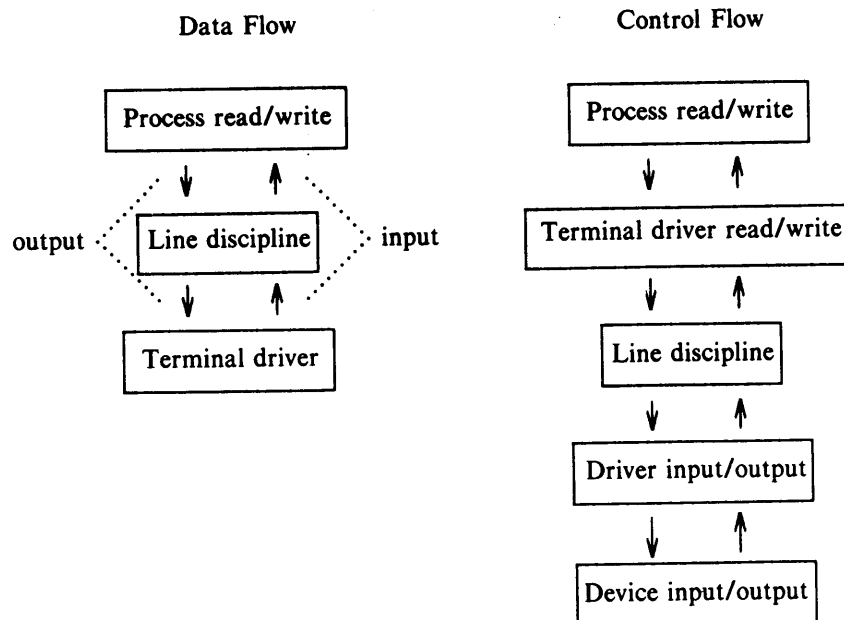 Data Flow
Process read/write
output
Line discipline
input
Terminal driver
Control Flow
Process read/write
Terminal driver read/write
Line discipline
Driver input/output
Device input/output